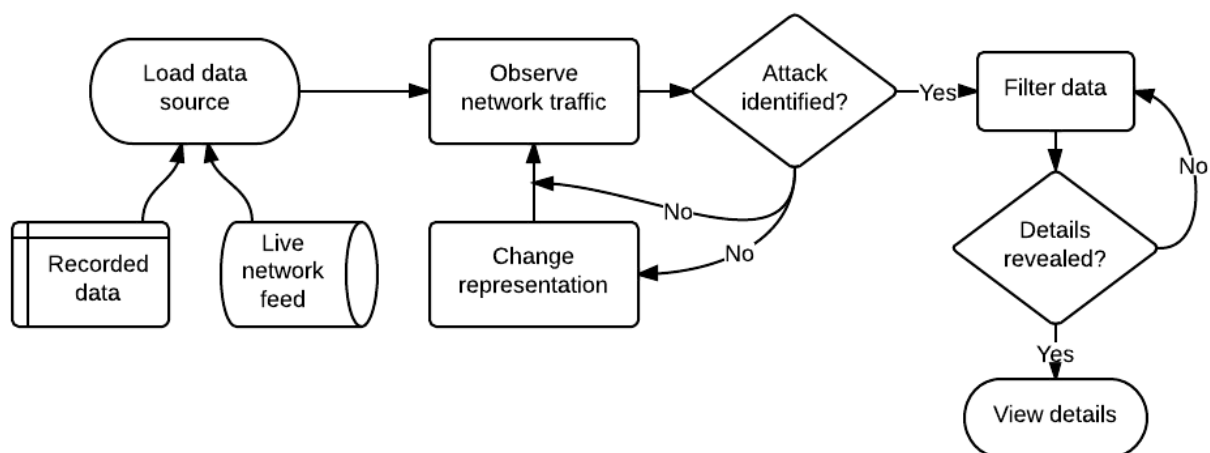 Load data
source
Observe
network traffic
Attack
identified?
Yes
Filter data
No
Recorded
data
Live
network
feed
Change
representation
No
No
Details
revealed?
Yes
View details